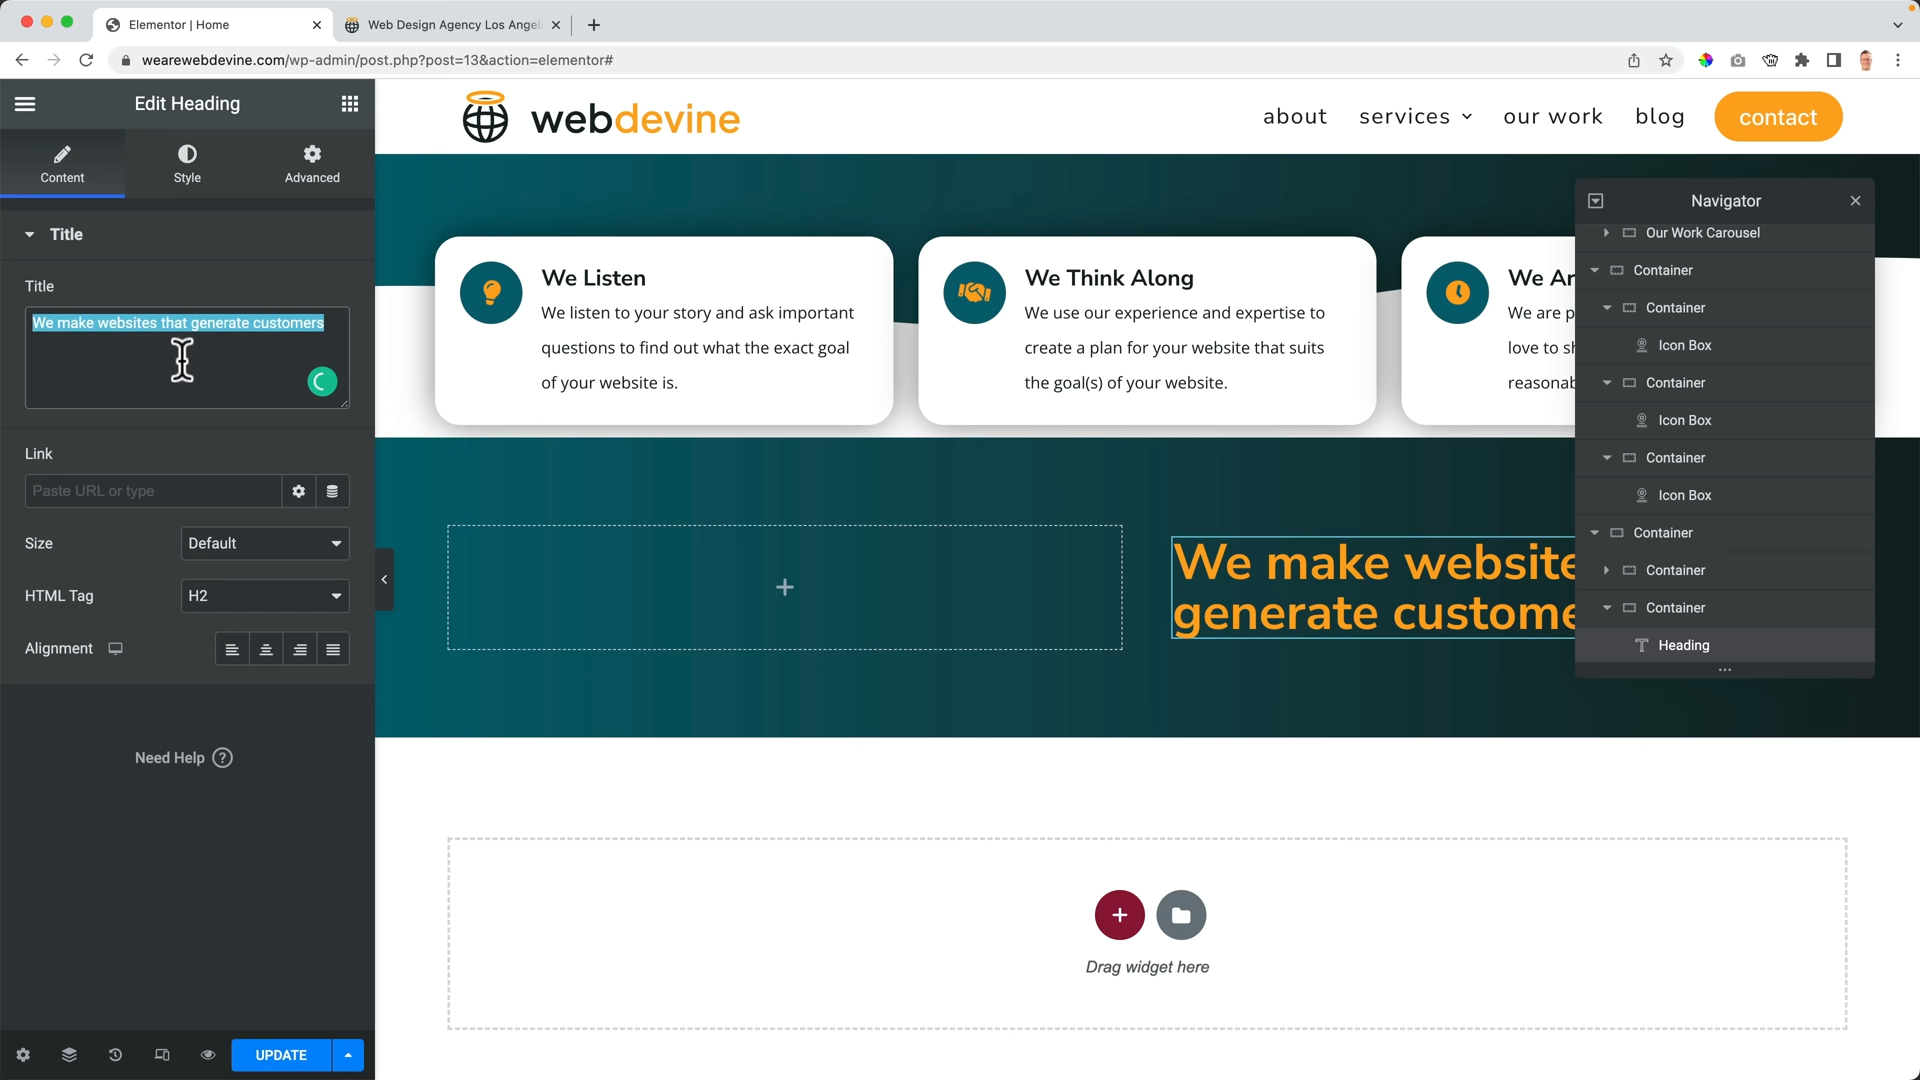 Elementor | Home
Web Design Agency Los Angel
wearewebdevine.com/wp-admin/post.php?post=13&action=elementor#
Edit Heading
Content
Style
Advanced
Title
Title
We make websites that generate customers
Link
Paste URL or type
Size
Default
HTML Tag
H2
Alignment
Need Help ?
UPDATE
webdevine
about
services
our work
blog
contact
We Listen
We listen to your story and ask important
questions to find out what the exact goal
of your website is.
We Think Along
We use our experience and expertise to
create a plan for your website that suits
the goal(s) of your website.
We Ar
We are p
love to sh
reasonab
We make website
generate custome
Drag widget here
Navigator
Our Work Carousel
Container
Container
Icon Box
Container
Icon Box
Container
Icon Box
Container
Container
Container
Heading